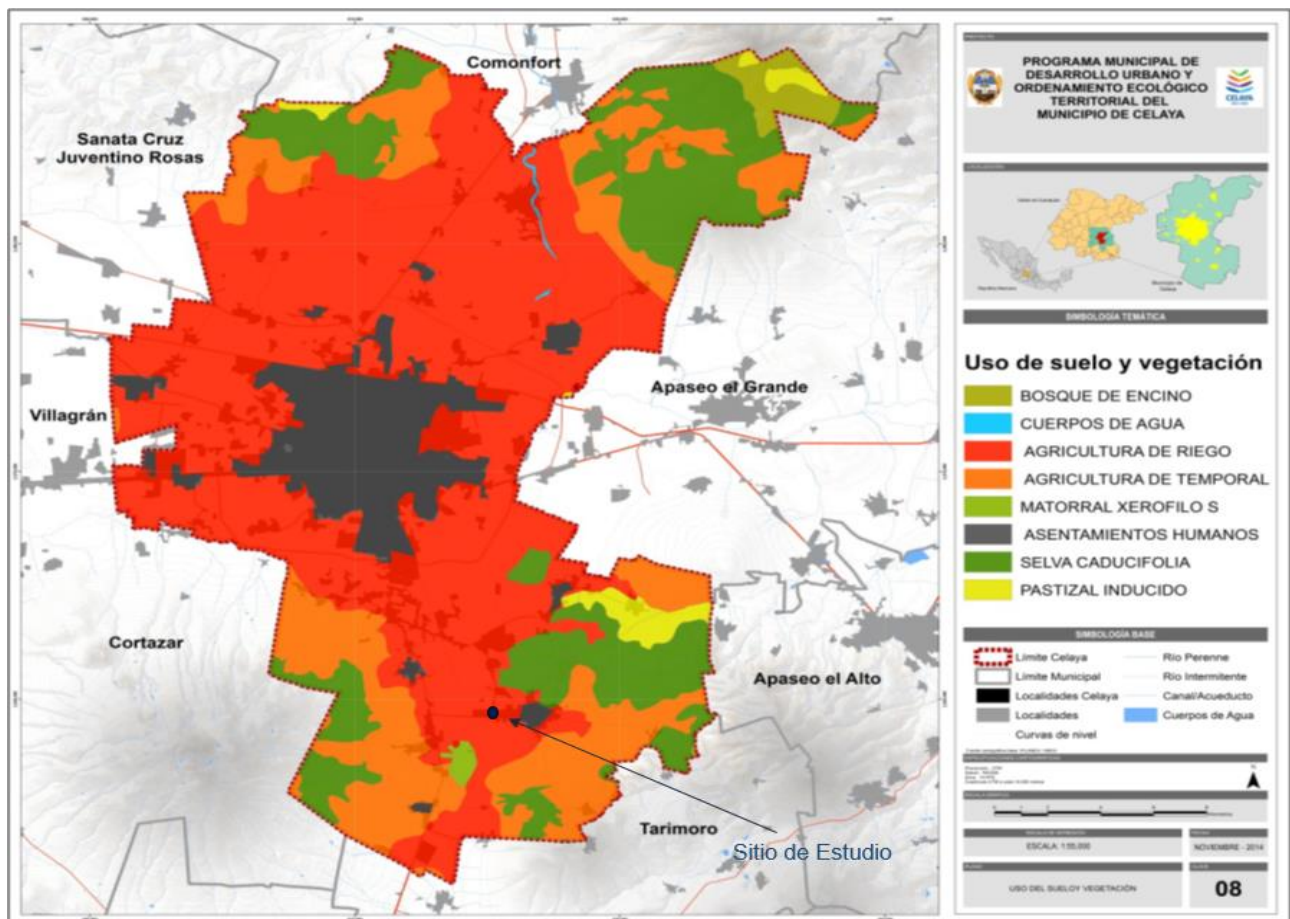 Comonfort
Sanata Cruz
Juventino Rosas
Apaseo el Grande
Villagrán
Cortazar
Apaseo el Alto
Tarimoro
Sitio de Estudio
PROGRAMA MUNICIPAL DE
DESARROLLO URBANO Y
ORDENAMIENTO ECOLÓGICO
TERRITORIAL DEL
MUNICIPIO DE CELAYA
CELAYA
SIMBOLOGÍA TEMÁTICA
Uso de suelo y vegetación
BOSQUE DE ENCINO
CUERPOS DE AGUA
AGRICULTURA DE RIEGO
AGRICULTURA DE TEMPORAL
MATORRAL XEROFILO S
ASENTAMIENTOS HUMANOS
SELVA CADUCIFOLIA
PASTIZAL INDUCIDO
SIMBOLOGÍA BASE
Límite Celaya
Límite Municipal
Localidades Celaya
Localidades
Curvas de nivel
Río Perenne
Río Intermitente
Canal/Acueducto
Cuerpos de Agua
ESCALA: 1:55,000
NOVIEMBRE - 2014
USO DEL SUELOY VEGETACIÓN
08